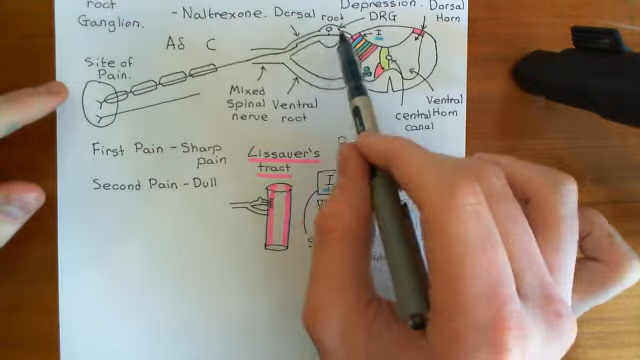 root
Ganglion.
- Naltrexone.
Depression.
Dorsal
root
DRG
Dorsal
Horn
Aδ C
I
Site of
Pain.
Mixed
Spinal
nerve
Ventral
root
central
canal
Ventral
Horn
First Pain - Sharp
pain
Second Pain - Dull
Lissauer's
tract
I